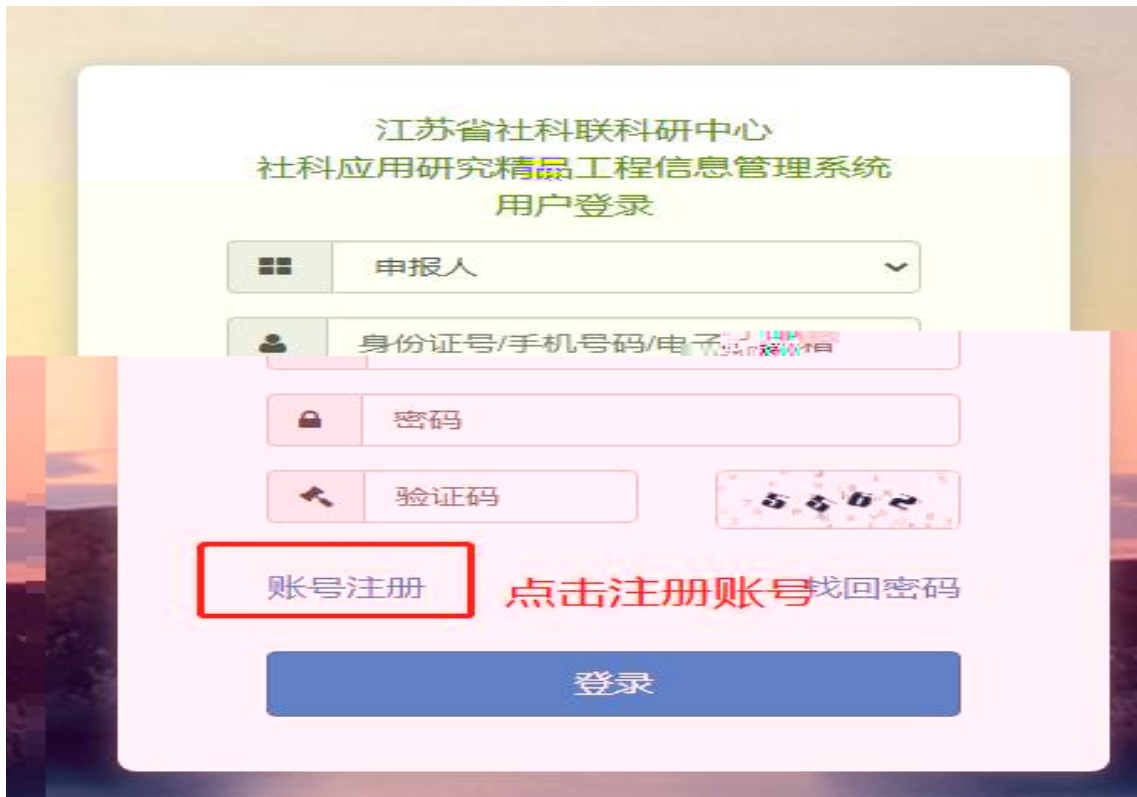 江苏省社科联科研中心
社科应用研究精品工程信息管理系统
用户登录
申报人
身份证号/手机号码/电子
密码
验证码
5562
账号注册 点击注册账号 找回密码
登录